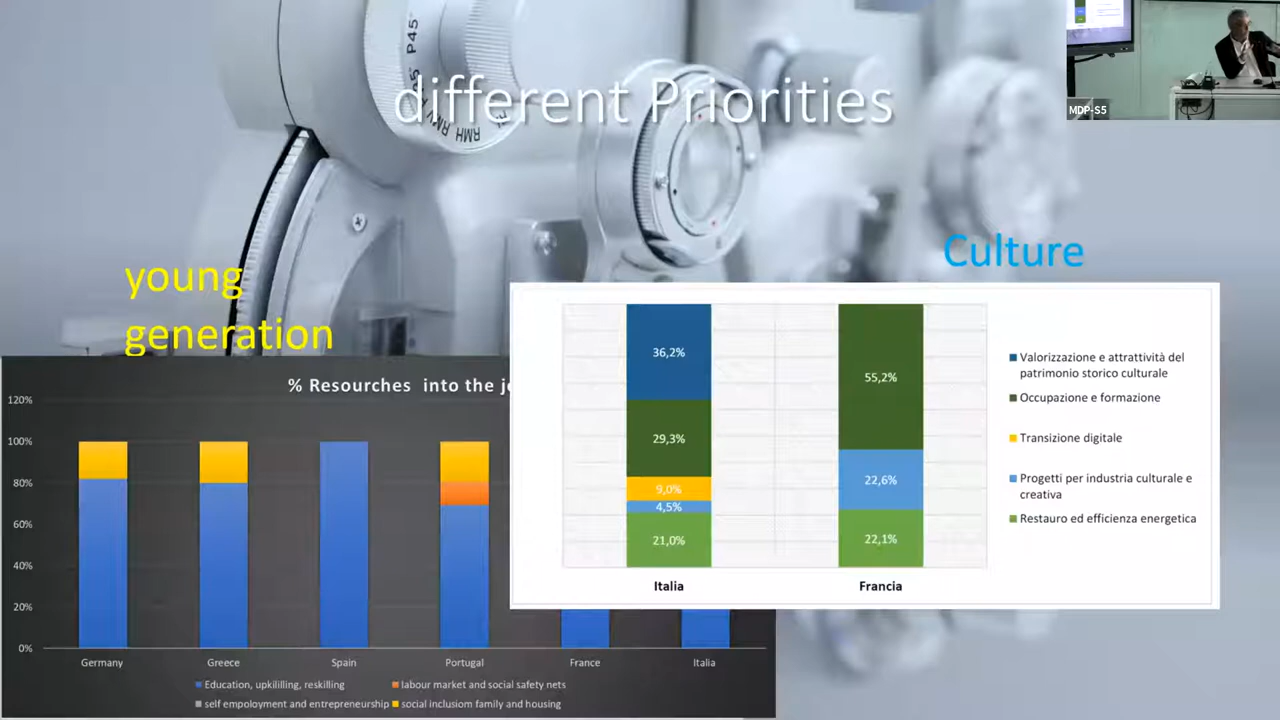 P45°
RMH RMV
different Priorities
MDP-S5
Culture
young
generation
% Resourches into the
120%
100%
80%
60%
40%
20%
0%
Germany Greece Spain Portugal France Italia
Education, upkililling, reskilling
labour market and social safety nets
self empoloyment and entrepreneurship
social inclusiom family and housing
36,2%
29,3%
9,0%
4,5%
21,0%
55,2%
22,6%
22,1%
Italia Francia
Valorizzazione e attrattività del
patrimonio storico culturale
Occupazione e formazione
Transizione digitale
Progetti per industria culturale e
creativa
Restauro ed efficienza energetica